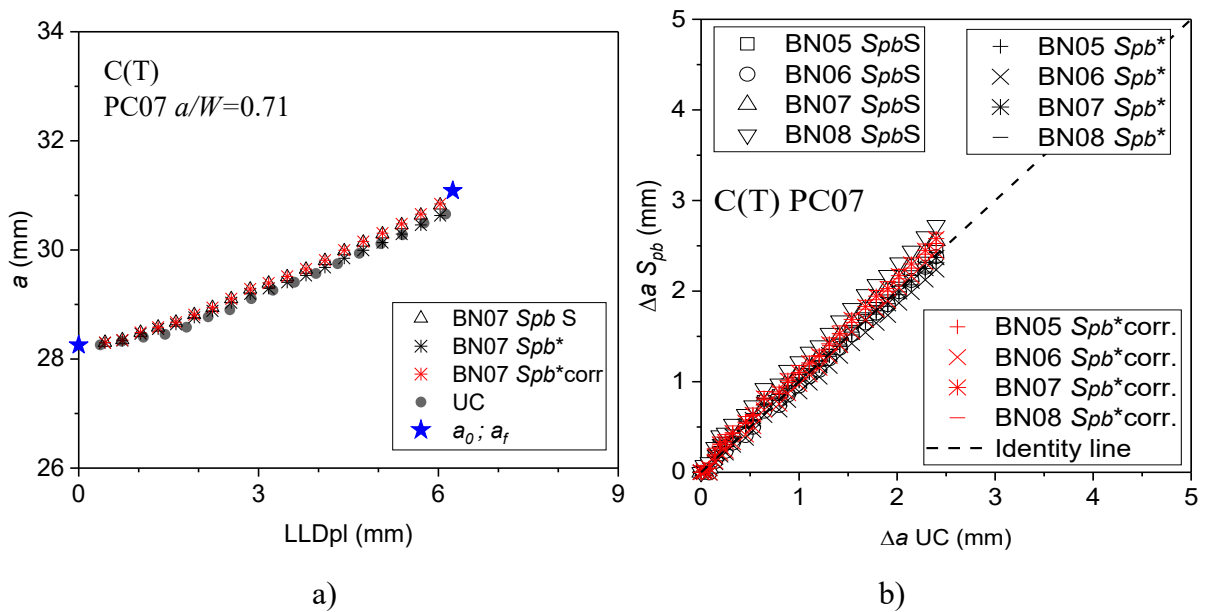 34
32
30
28
26
a (mm)
C(T)
PC07 a/W=0.71
BN07 Spb S
BN07 Spb*
BN07 Spb*corr
UC
a0 ; af
0 3 6 9
LLDpl (mm)
a)
5
4
3
2
1
0
Δa Spb (mm)
BN05 SpbS
BN06 SpbS
BN07 SpbS
BN08 SpbS
BN05 Spb*
BN06 Spb*
BN07 Spb*
BN08 Spb*
C(T) PC07
BN05 Spb*corr.
BN06 Spb*corr.
BN07 Spb*corr.
BN08 Spb*corr.
Identity line
0 1 2 3 4 5
Δa UC (mm)
b)